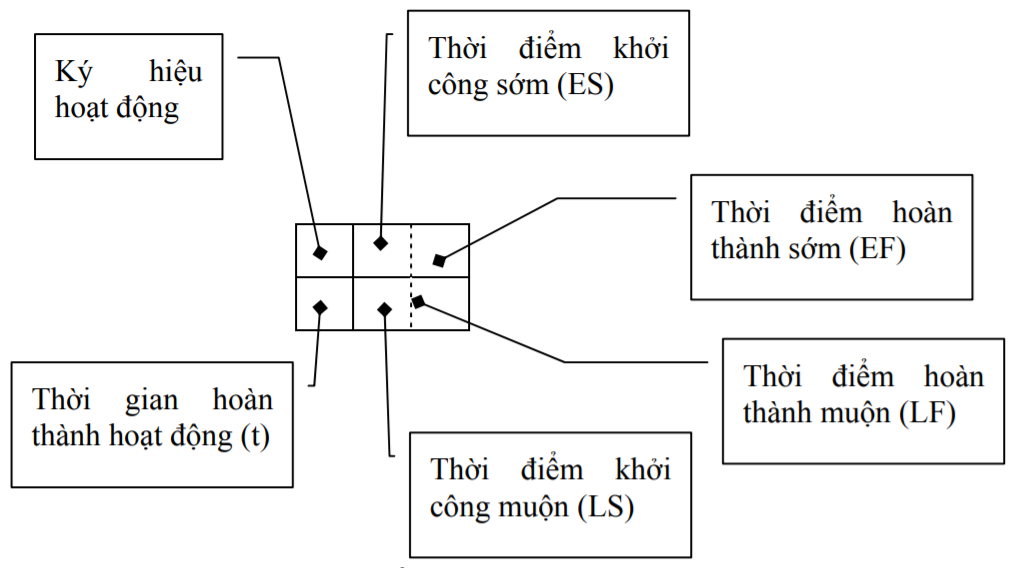 Ký hiệu
hoạt động
Thời điểm khởi
công sớm (ES)
Thời điểm hoàn
thành sớm (EF)
Thời điểm hoàn
thành muộn (LF)
Thời gian hoàn
thành hoạt động (t)
Thời điểm khởi
công muộn (LS)